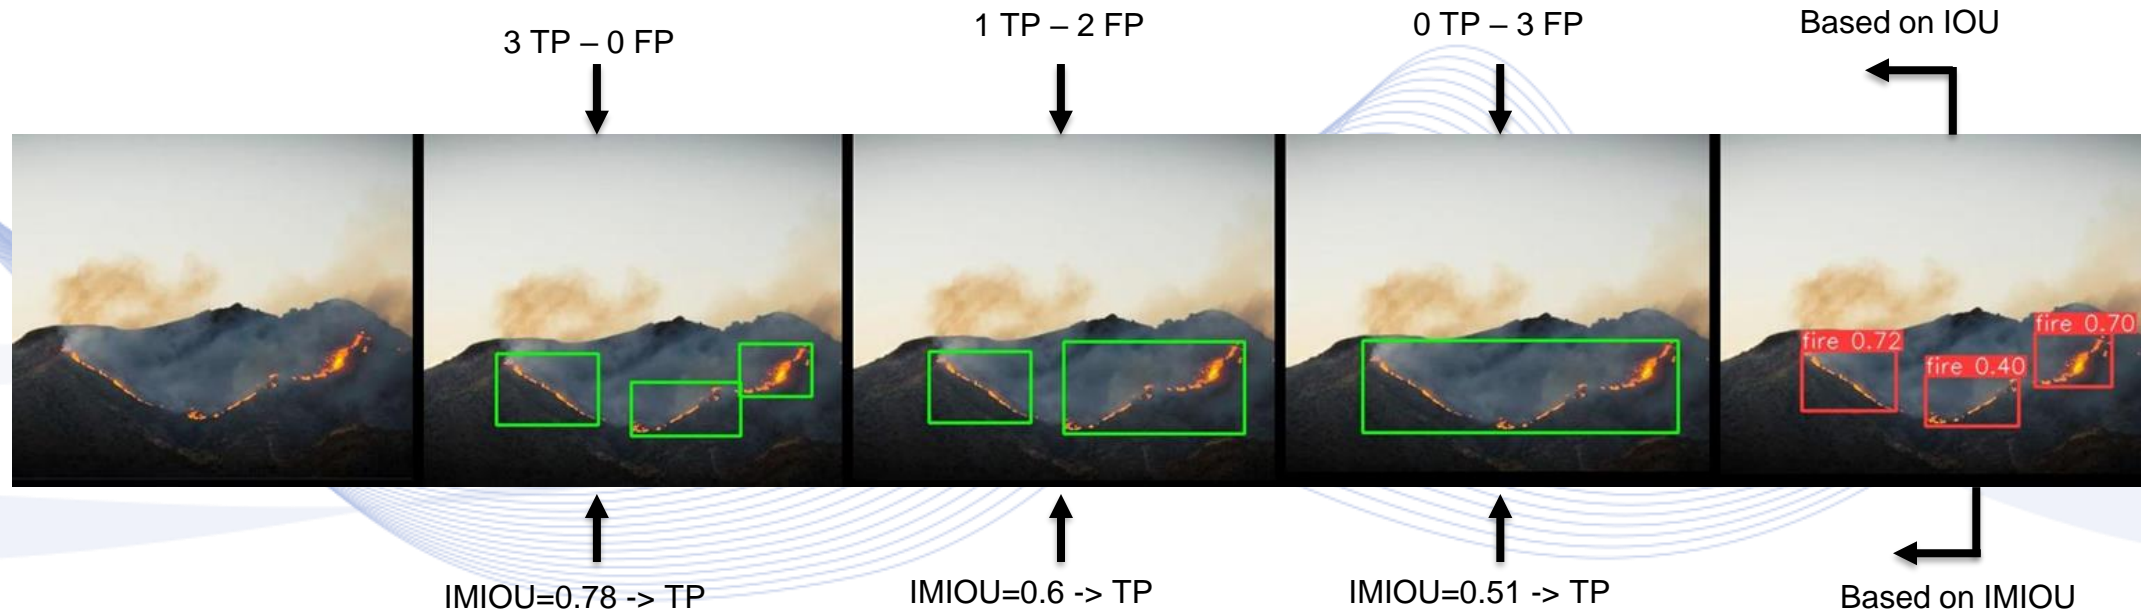 3 TP – 0 FP
1 TP – 2 FP
0 TP – 3 FP
Based on IOU
fire 0.72
fire 0.40
fire 0.70
IMIOU=0.78 -> TP
IMIOU=0.6 -> TP
IMIOU=0.51 -> TP
Based on IMIOU